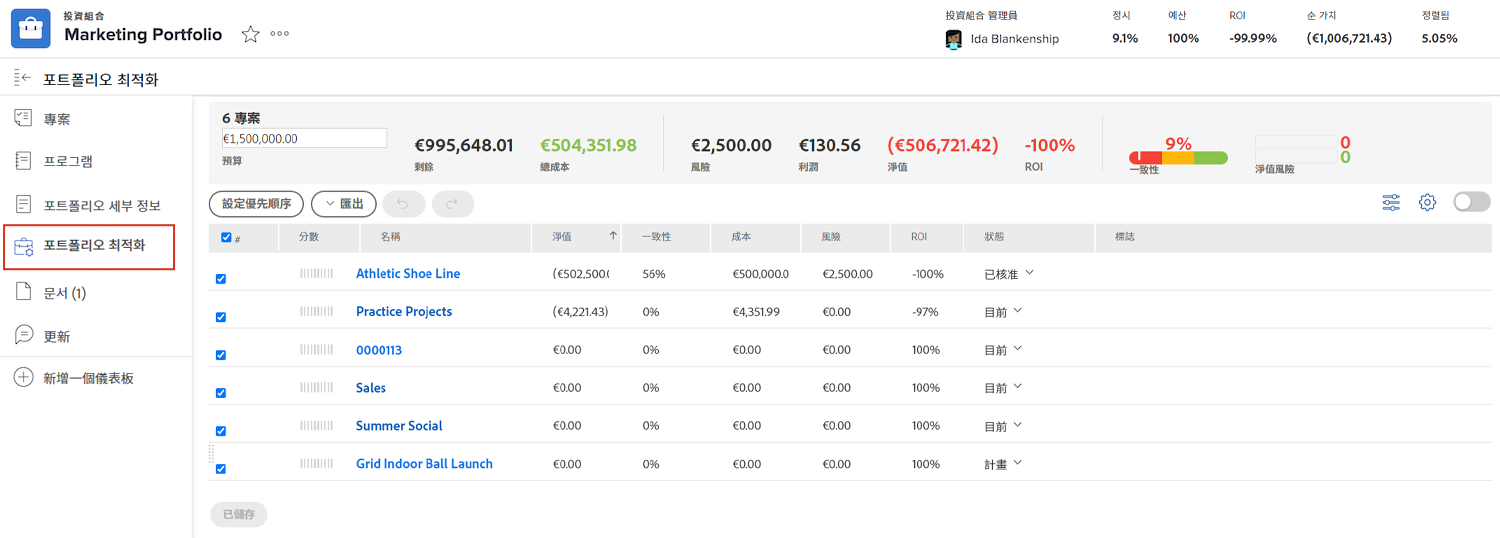 投資組合
Marketing Portfolio
投資組合 管理員
Ida Blankenship
정시
9.1%
예산
100%
ROI
-99.99%
순 가치
(€1,006,721.43)
정렬됨
5.05%
포트폴리오 최적화
專案
프로그램
포트폴리오 세부 정보
포트폴리오 최적화
문서 (1)
更新
新增一個儀表板
6 專案
€1,500,000.00
預算
€995,648.01
剩餘
€504,351.98
總成本
€2,500.00
風險
€130.56
利潤
(€506,721.42)
淨值
-100%
ROI
9%
一致性
0
0
淨值風險
設定優先順序
匯出
# 分數 名稱 淨值 一致性 成本 風險 ROI 狀態 標誌
Athletic Shoe Line (€502,500.( 56% €500,000.0 €2,500.00 -100% 已核准
Practice Projects (€4,221.43) 0% €4,351.99 €0.00 -97% 目前
0000113 €0.00 0% €0.00 €0.00 100% 目前
Sales €0.00 0% €0.00 €0.00 100% 目前
Summer Social €0.00 0% €0.00 €0.00 100% 目前
Grid Indoor Ball Launch €0.00 0% €0.00 €0.00 100% 計畫
已儲存